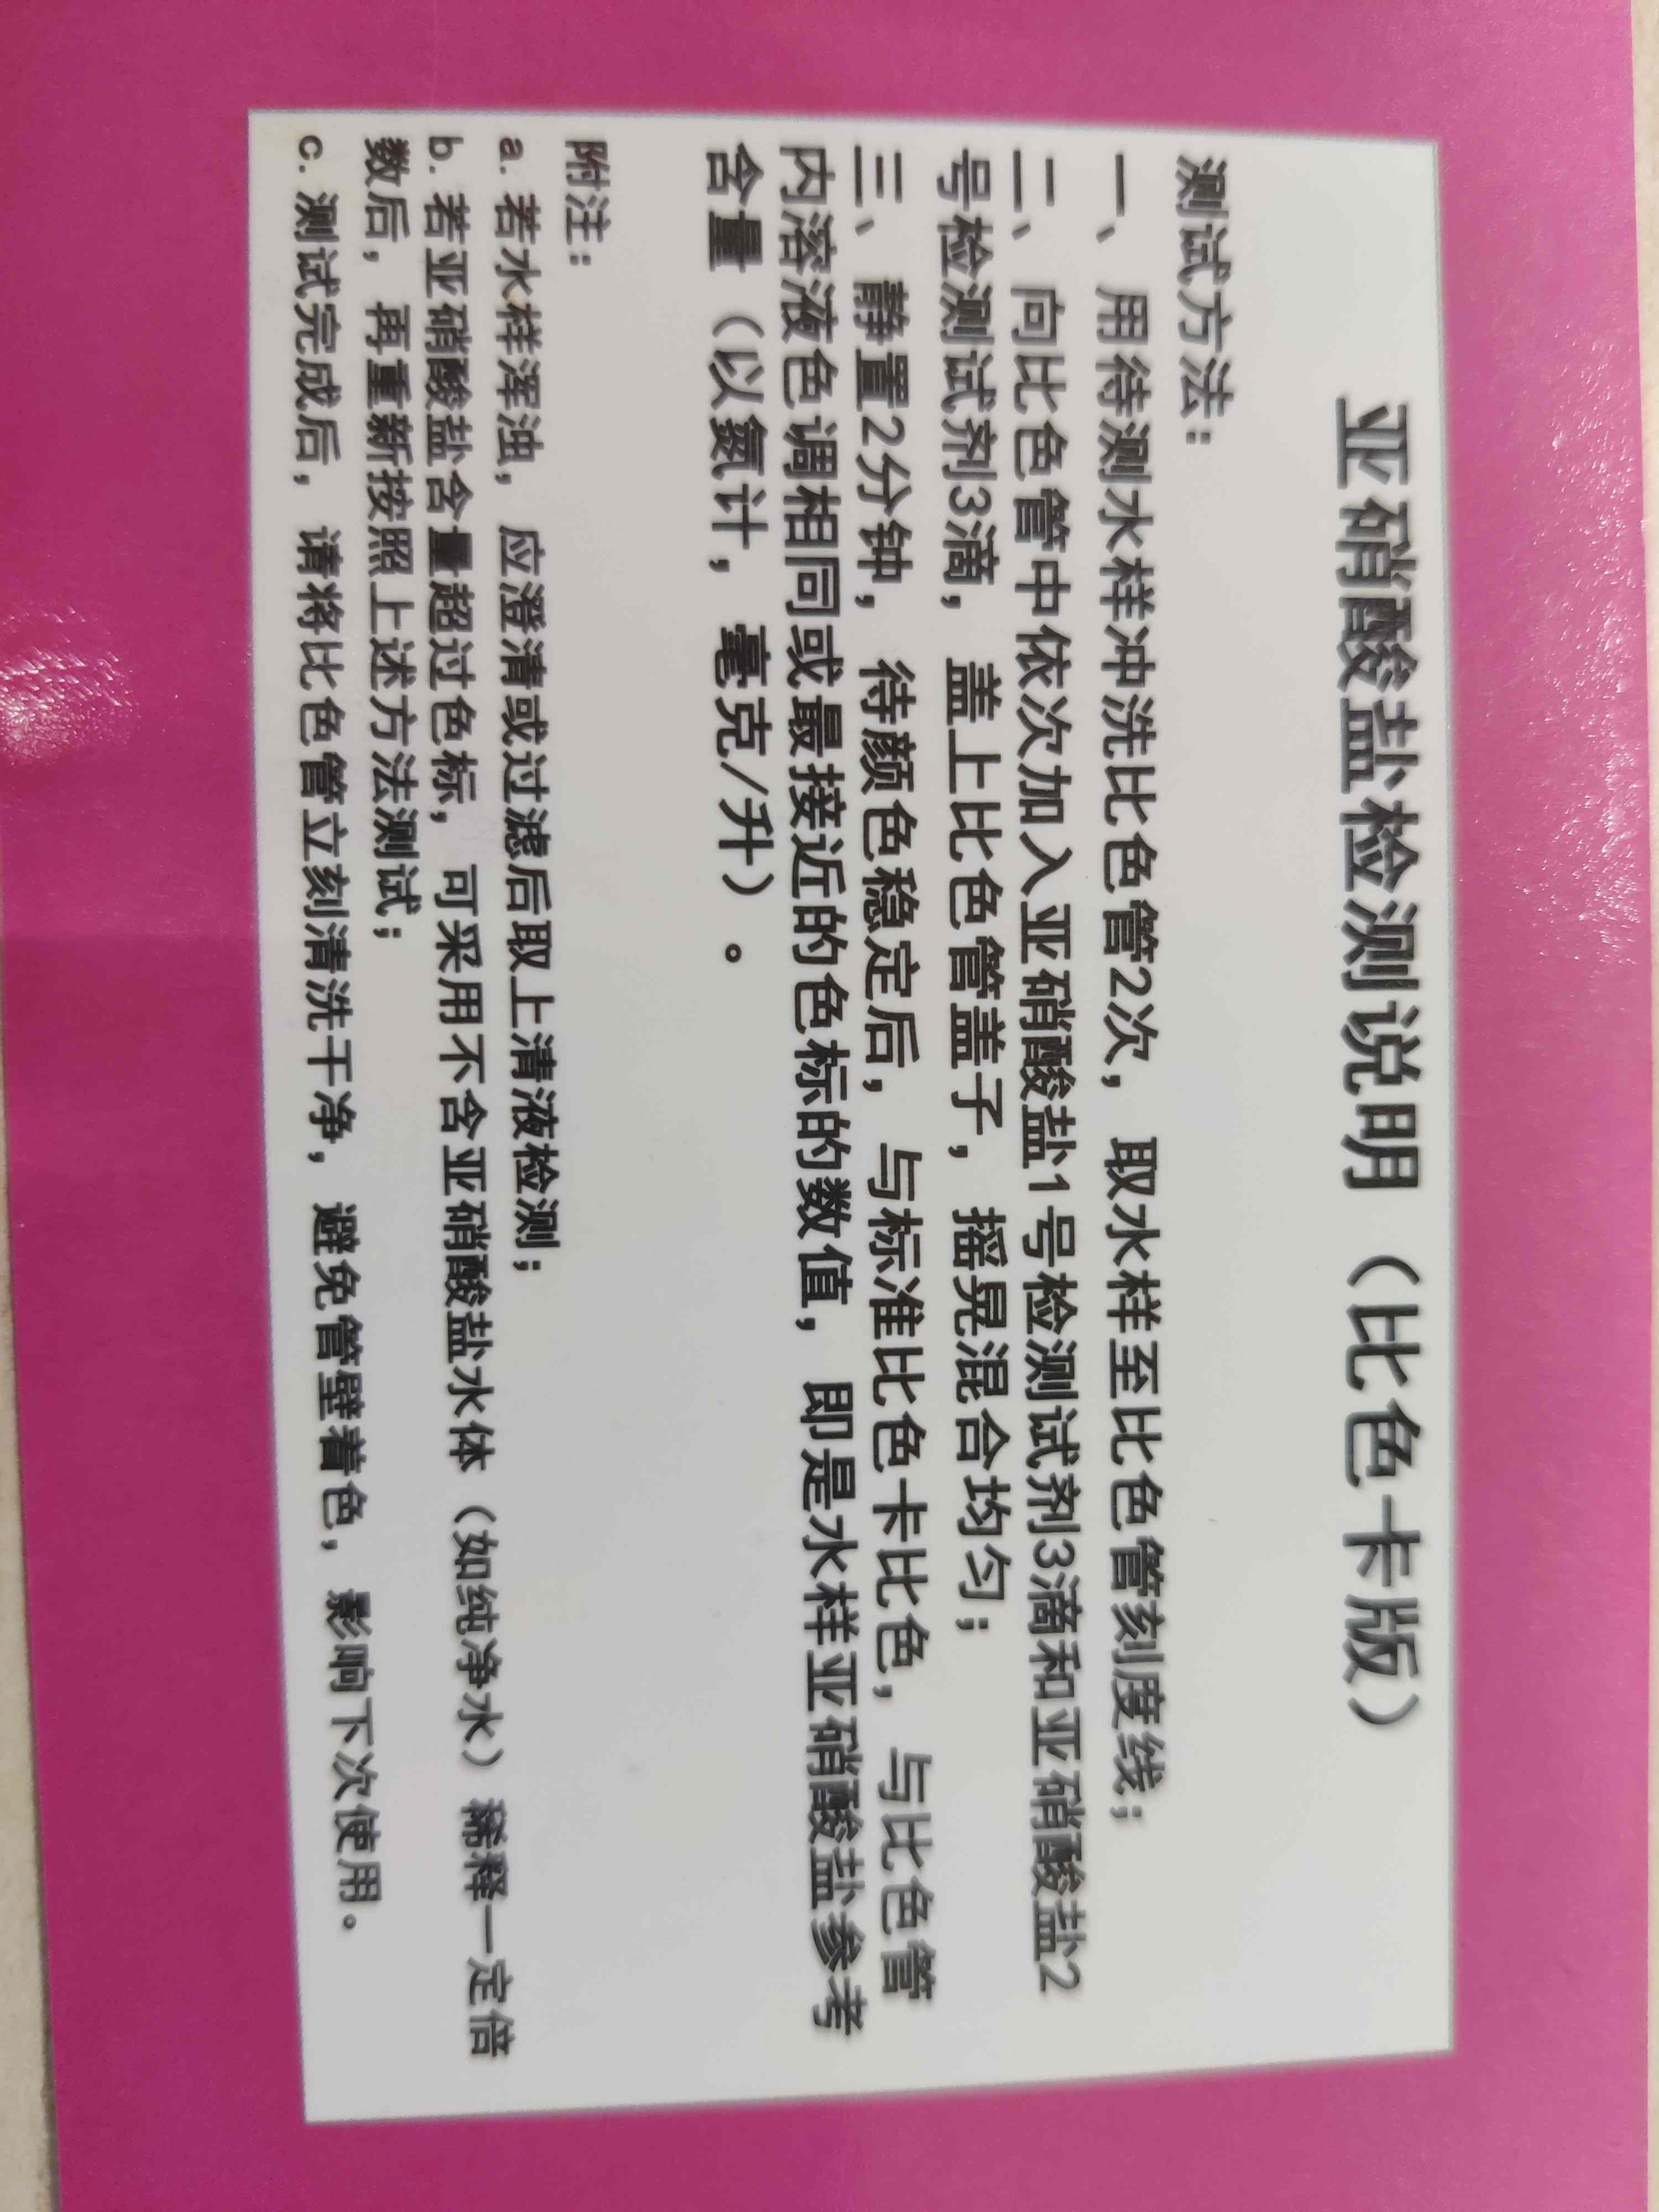 亚硝酸盐检测说明（比色卡版）
测试方法：
一、用待测水样冲洗比色管2次，取水样至比色管刻度线；
二、向比色管中依次加入亚硝酸盐1号检测试剂3滴和亚硝酸盐2
号检测试剂3滴，盖上比色管盖子，摇晃混合均匀；
三、静置2分钟，待颜色稳定后，与标准比色卡比色，与比色管
内溶液色调相同或最接近的色标的数值，即是水样亚硝酸盐参考
含量（以氮计，毫克/升）。
附注：
a. 若水样浑浊，应澄清或过滤后取上清液检测；
b. 若亚硝酸盐含量超过色标，可采用不含亚硝酸盐水体（如纯净水）稀释一定倍
数后，再重新按照上述方法测试；
c. 测试完成后，请将比色管立刻清洗干净，避免管壁着色，影响下次使用。